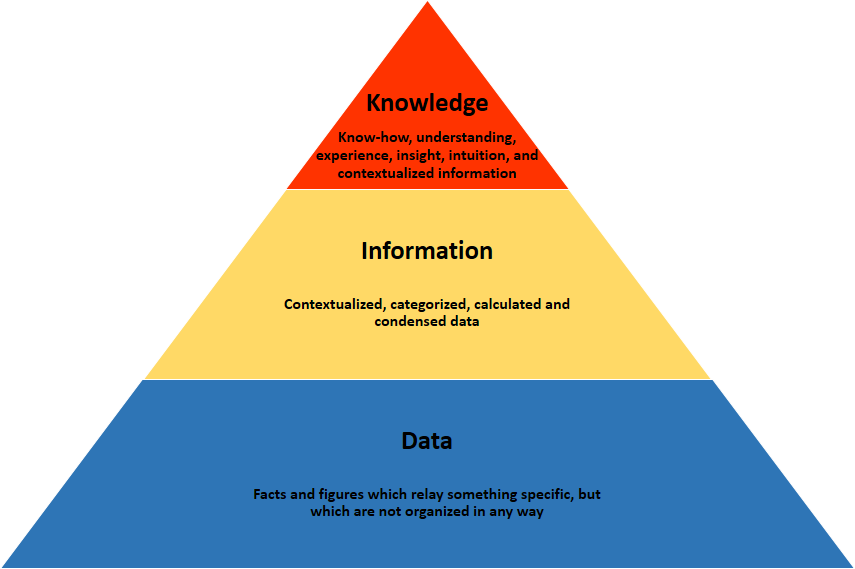 Knowledge
Know-how, understanding,
experience, insight, intuition, and
contextualized information
Information
Contextualized, categorized, calculated and
condensed data
Data
Facts and figures which relay something specific, but
which are not organized in any way